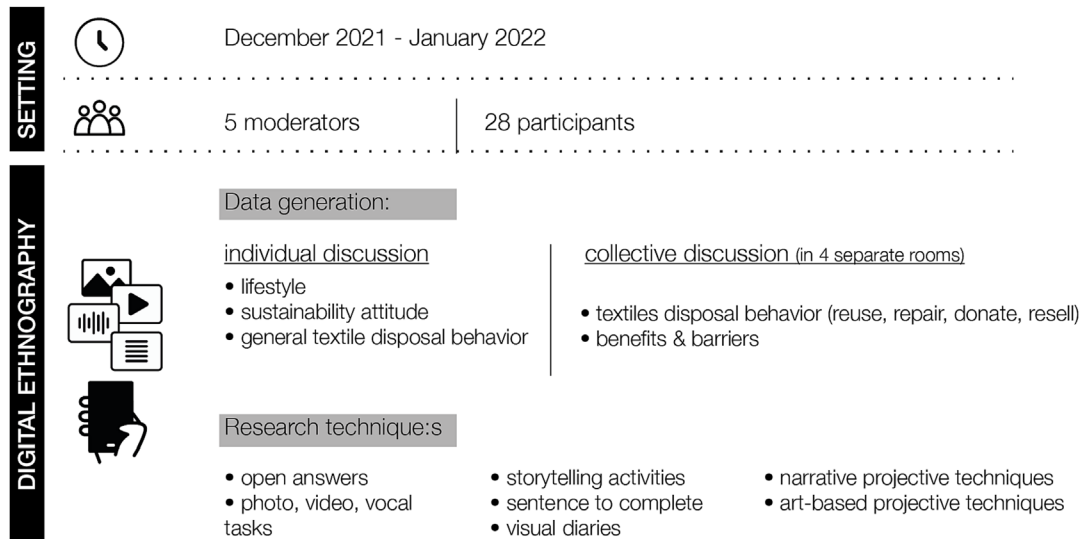 SETTING
December 2021 - January 2022
5 moderators
28 participants
DIGITAL ETHNOGRAPHY
Data generation:
individual discussion
• lifestyle
• sustainability attitude
• general textile disposal behavior
collective discussion (in 4 separate rooms)
• textiles disposal behavior (reuse, repair, donate, resell)
• benefits & barriers
Research technique:s
• open answers
• photo, video, vocal
tasks
• storytelling activities
• sentence to complete
• visual diaries
• narrative projective techniques
• art-based projective techniques